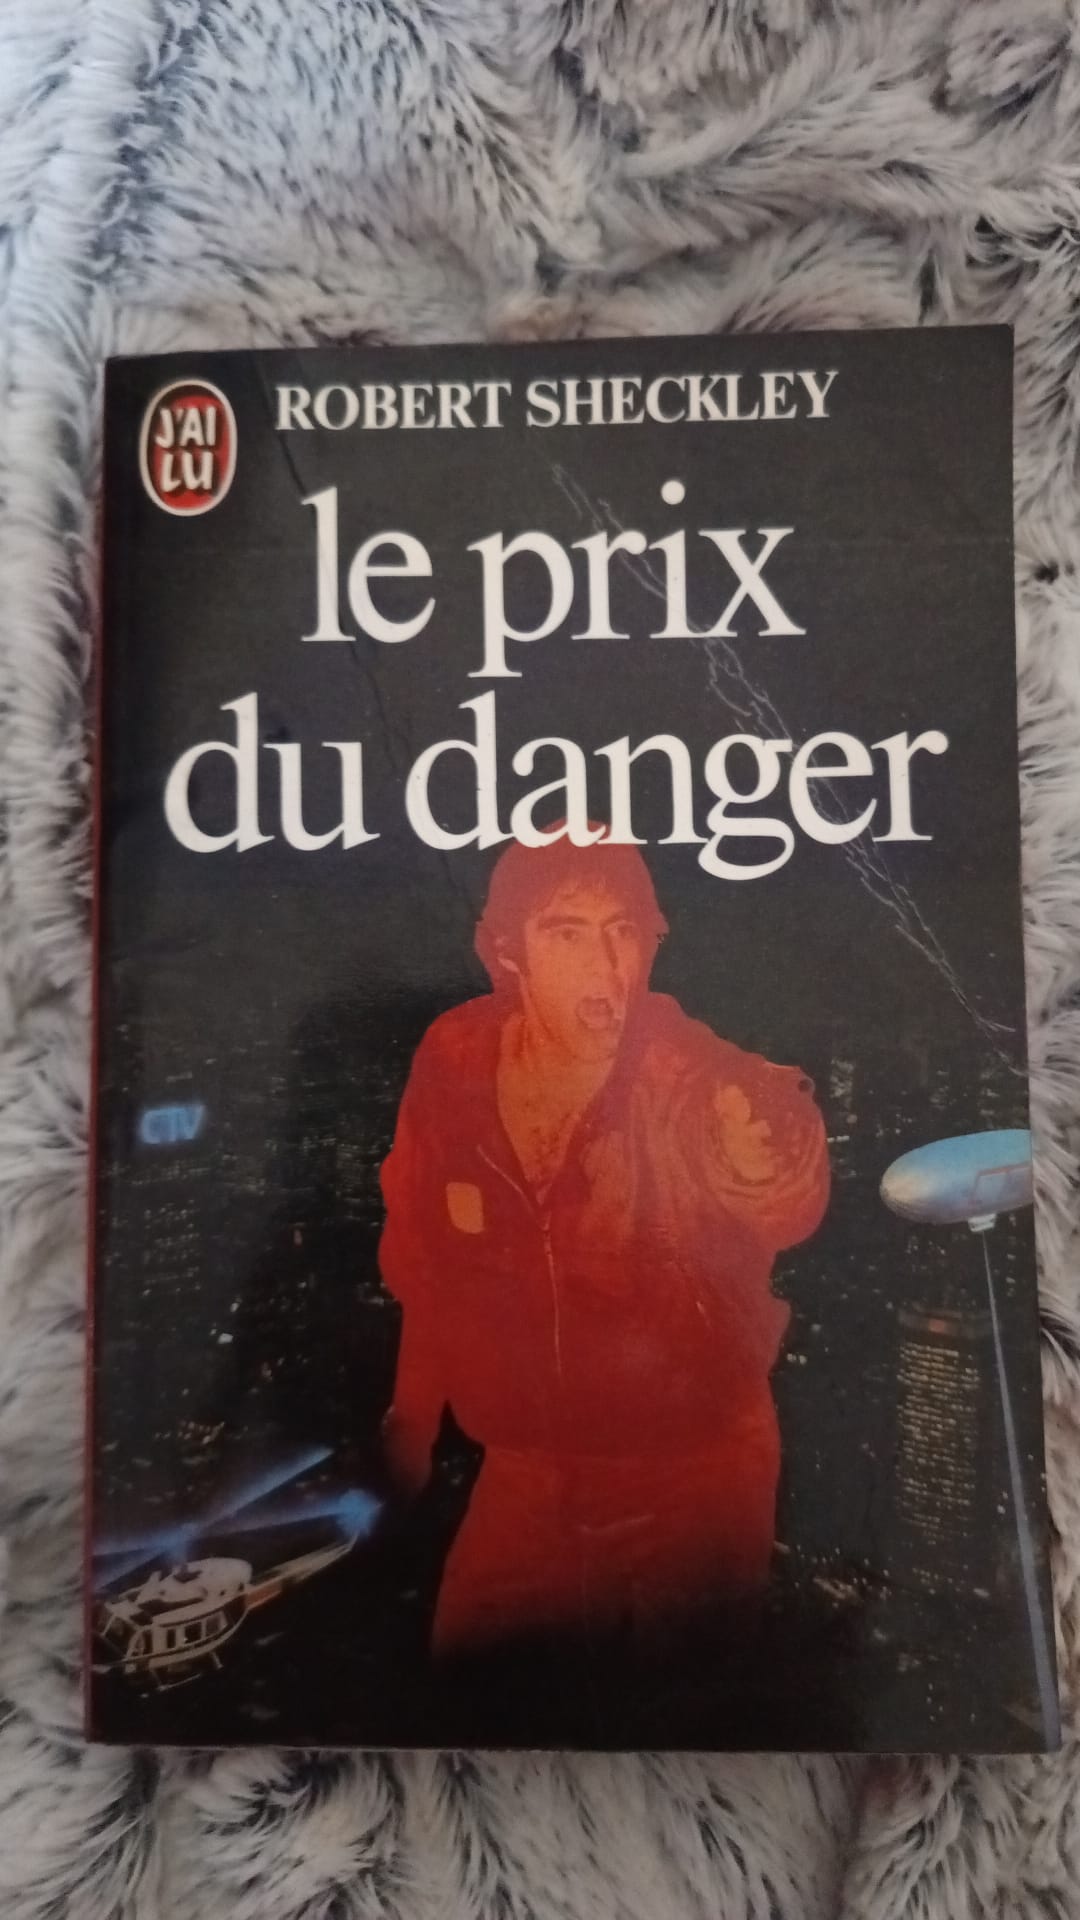 J'AI
LU
ROBERT SHECKLEY
le prix
du danger
CTV